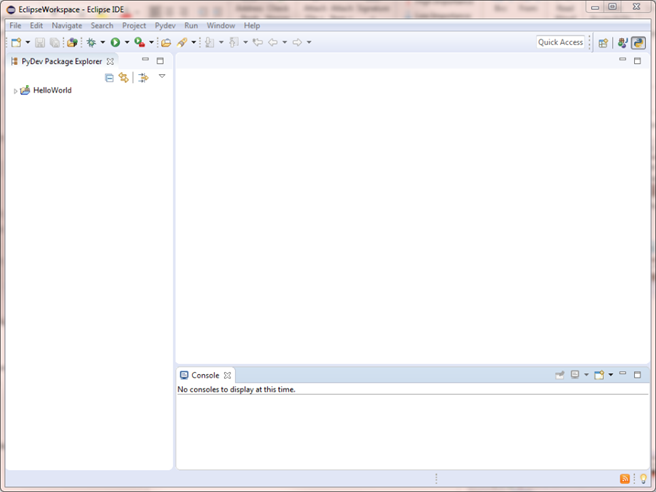 EclipseWorkspace - Eclipse IDE
File Edit Navigate Search Project Pydev Run Window Help
Quick Access
PyDev Package Explorer
HelloWorld
Console
No consoles to display at this time.